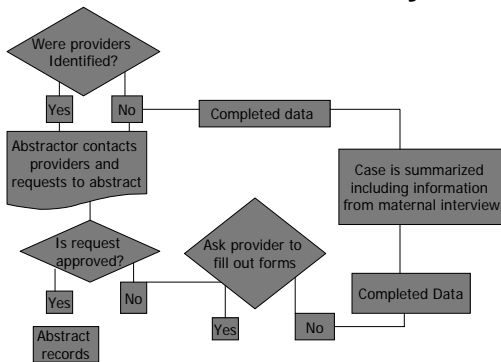 Were providers
Identified?
Yes
No
Completed data
Abstractor contacts
providers and
requests to abstract
Case is summarized
including information
from maternal interview
Is request
approved?
Ask provider to
fill out forms
Yes
No
Completed Data
Yes
No
Abstract
records